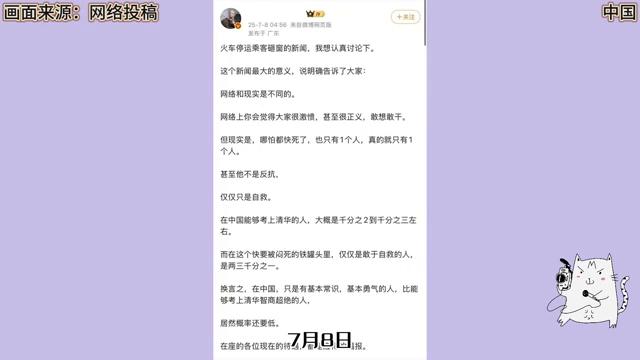 画面来源：网络投稿
中国
25-7-8 04:56 来自微博网页版
发布于 广东
+关注
火车停运乘客砸窗的新闻，我想认真讨论下。
这个新闻最大的意义，说明确告诉了大家：
网络和现实是不同的。
网络上你会觉得大家很激愤，甚至很正义，敢想敢干。
但现实是，哪怕都快死了，也只有1个人，真的就只有1
个人。
甚至他不是反抗，
仅仅只是自救。
在中国能够考上清华的人，大概是千分之2到千分之三左
右。
而在这个快要被闷死的铁罐头里，仅仅是敢于自救的人，
是两三千分之一。
换言之，在中国，只是有基本常识，基本勇气的人，比能
够考上清华智商超绝的人，
居然概率还要低。
在座的各位现在的待
报。
7月8日